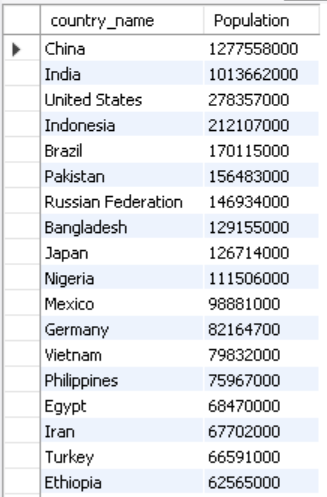 country_name Population
China 1277558000
India 1013662000
United States 278357000
Indonesia 212107000
Brazil 170115000
Pakistan 156483000
Russian Federation 146934000
Bangladesh 129155000
Japan 126714000
Nigeria 111506000
Mexico 98881000
Germany 82164700
Vietnam 79832000
Philippines 75967000
Egypt 68470000
Iran 67702000
Turkey 66591000
Ethiopia 62565000